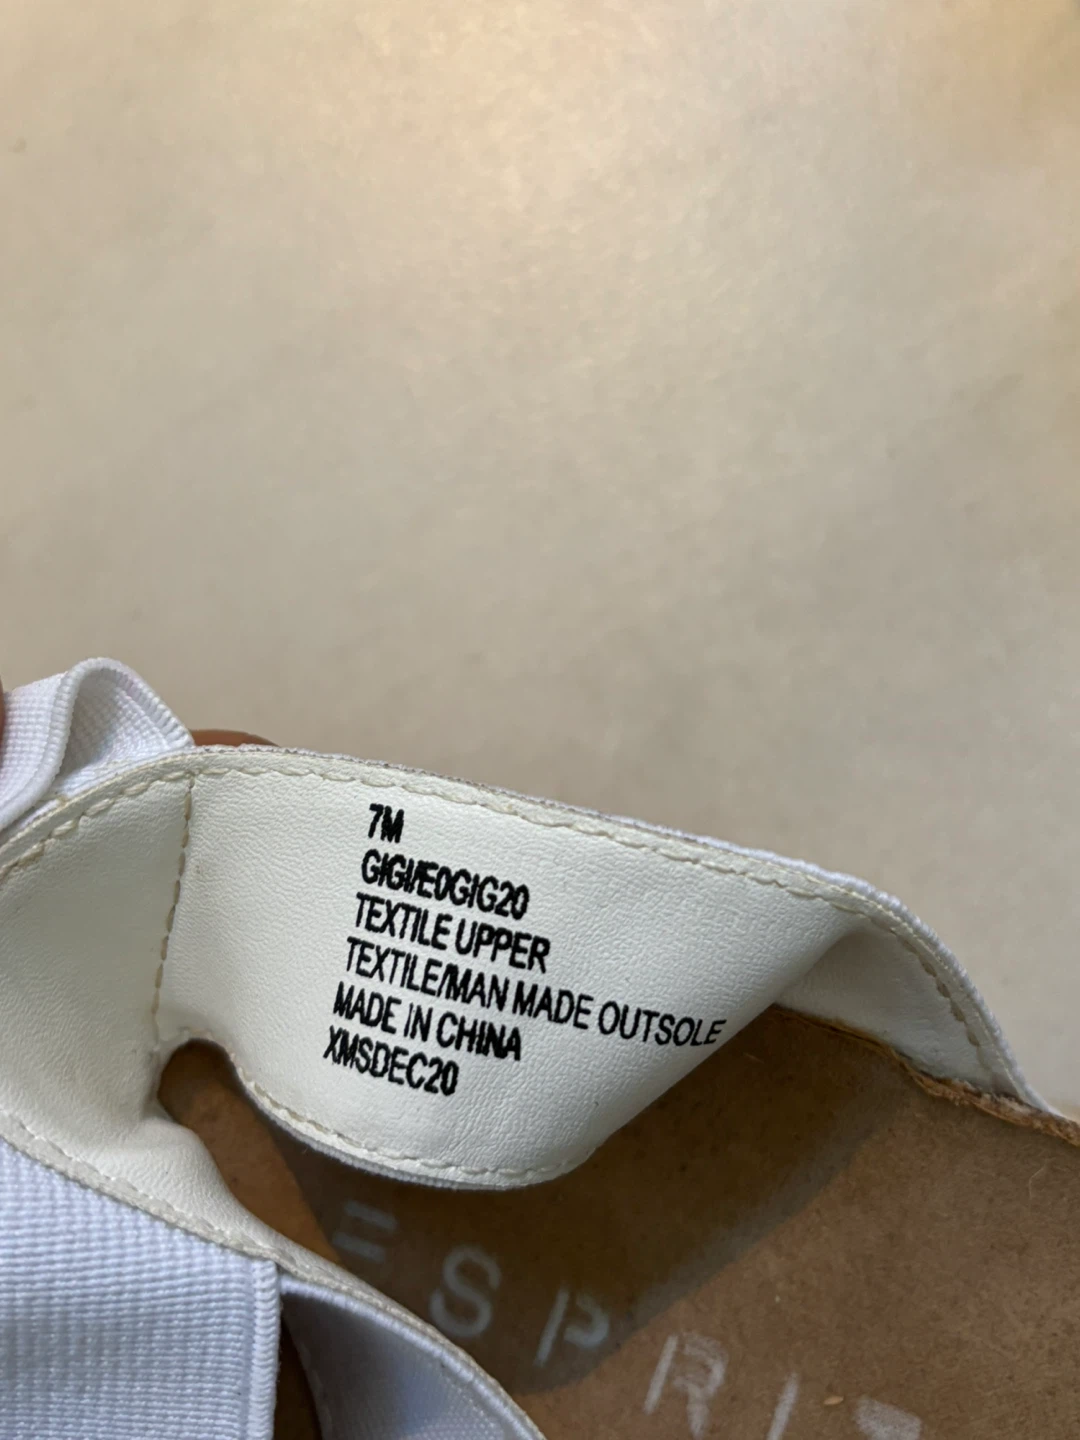 7M
GIGI/E0GIG20
TEXTILE UPPER
TEXTILE/MAN MADE OUTSOLE
MADE IN CHINA
XMSDEC20
ESPRIT